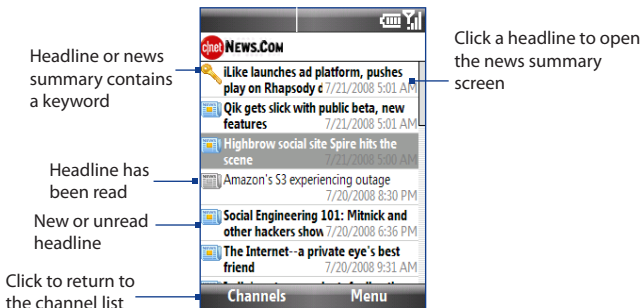 Headline or news
summary contains
a keyword
Headline has
been read
New or unread
headline
Click to return to
the channel list
c|net NEWS.COM
iLike launches ad platform, pushes
play on Rhapsody d 7/21/2008 5:01 AM
Qik gets slick with public beta, new
features 7/21/2008 5:01 AM
Highbrow social site Spire hits the
scene 7/21/2008 5:00 AM
Amazon's S3 experiencing outage
7/20/2008 8:30 PM
Social Engineering 101: Mitnick and
other hackers show 7/20/2008 6:36 PM
The Internet--a private eye's best
friend 7/20/2008 9:31 AM
Channels Menu
Click a headline to open
the news summary
screen